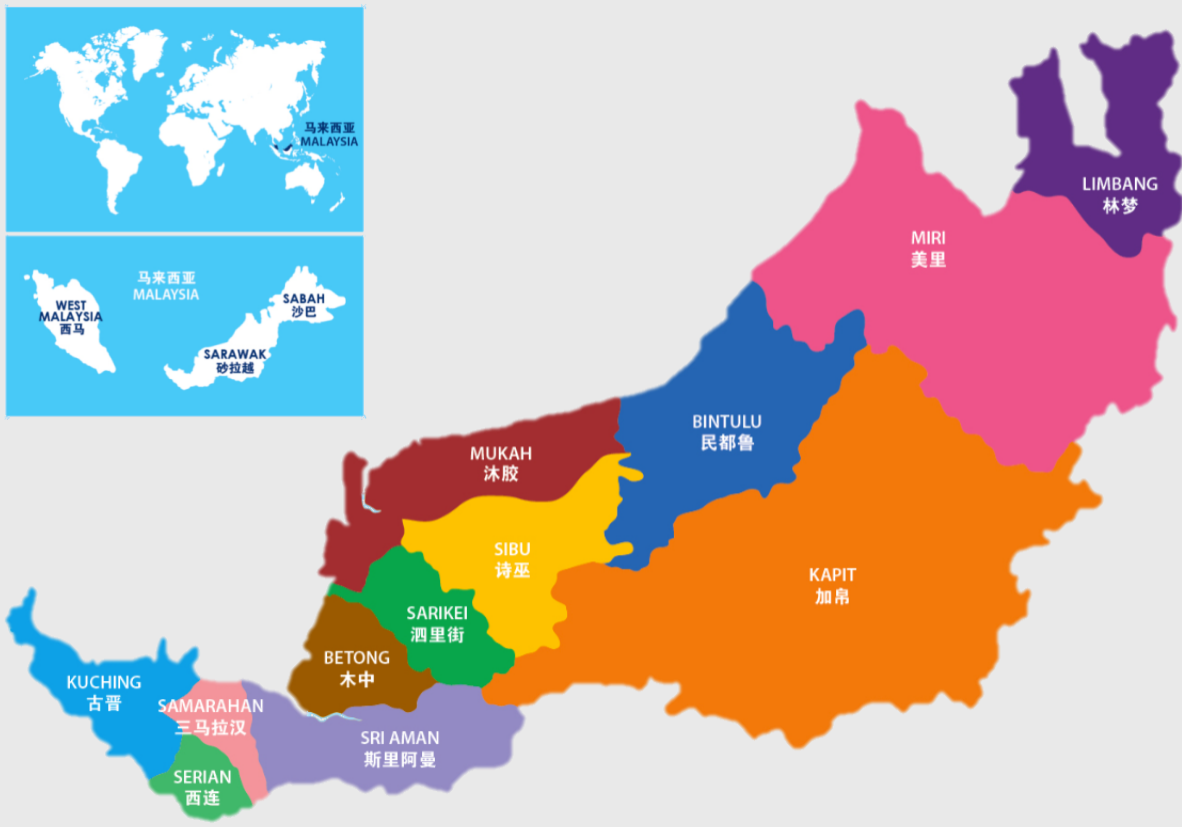 马来西亚
MALAYSIA
马来西亚
MALAYSIA
WEST
MALAYSIA
西马
SABAH
沙巴
SARAWAK
砂拉越
LIMBANG
林梦
MIRI
美里
BINTULU
民都鲁
MUKAH
沐胶
SIBU
诗巫
KAPIT
加帛
SARIKEI
泗里街
BETONG
木中
KUCHING
古晋
SAMARAHAN
三马拉汉
SRI AMAN
斯里阿曼
SERIAN
西连